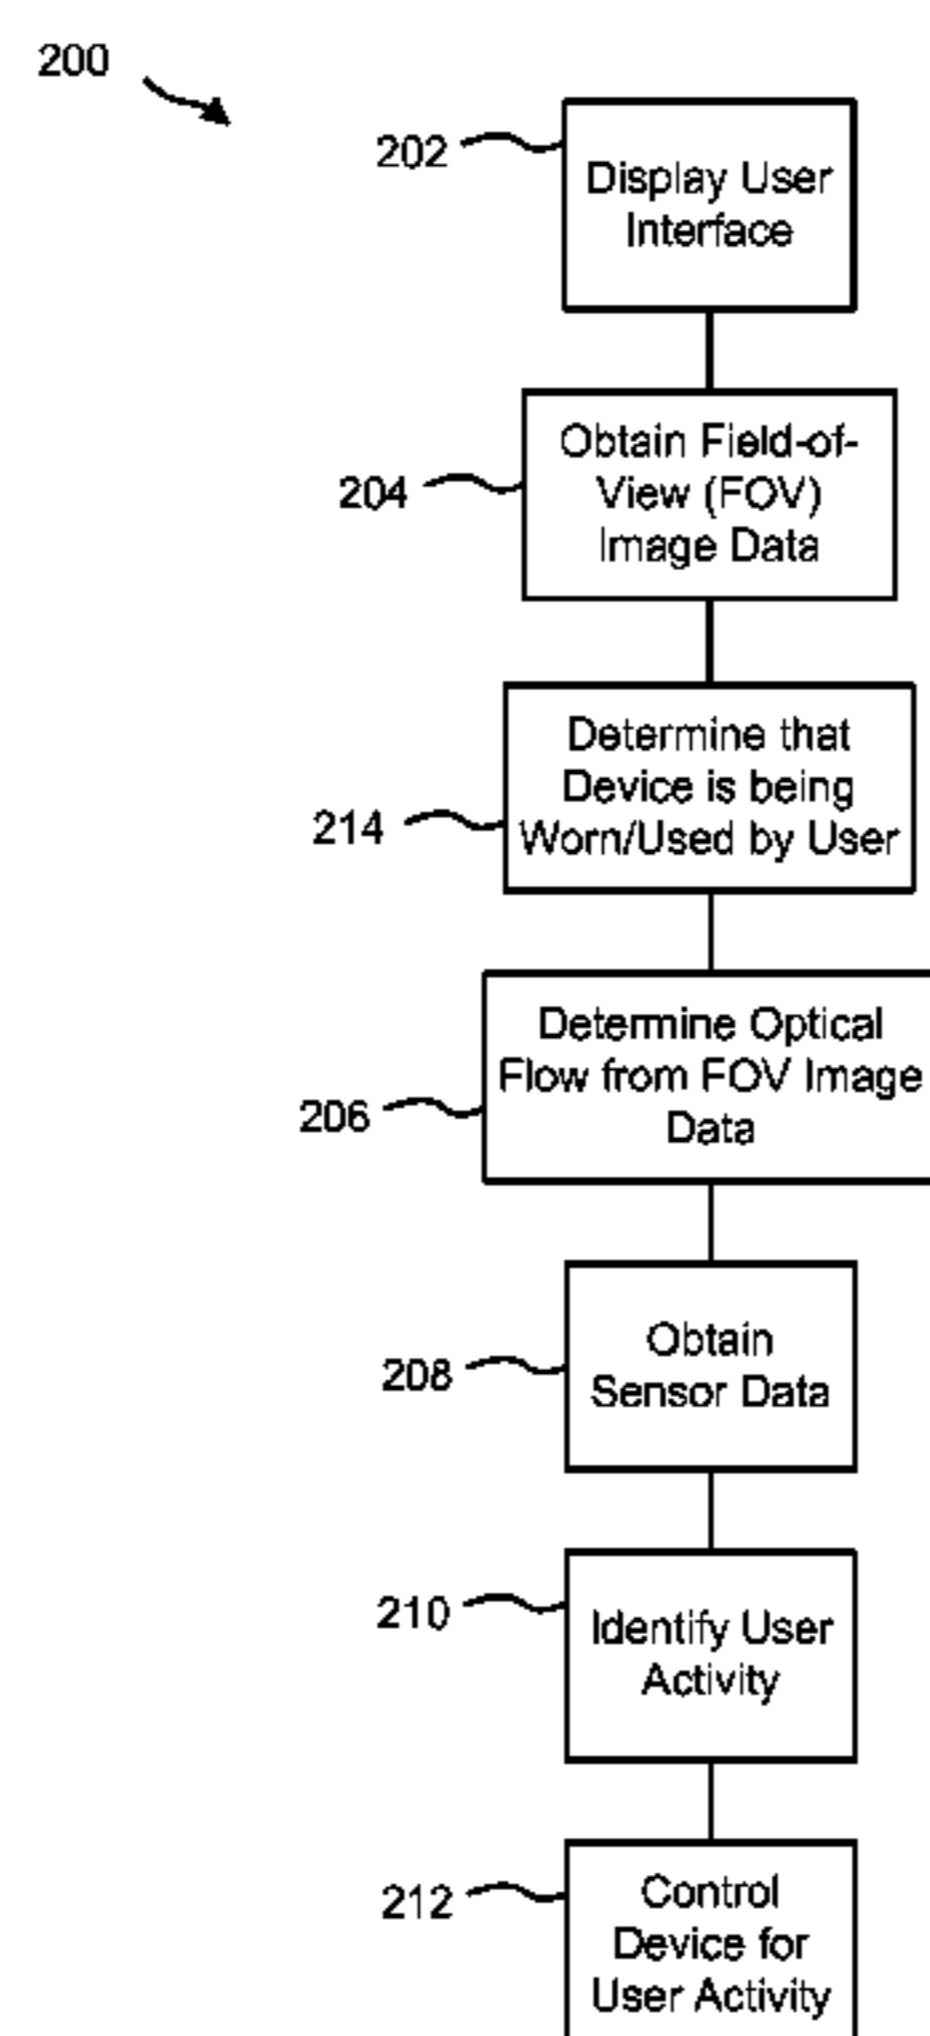 200
202
Display User
Interface
204
Obtain Field-of-
View (FOV)
Image Data
214
Determine that
Device is being
Worn/Used by User
206
Determine Optical
Flow from FOV Image
Data
208
Obtain
Sensor Data
210
Identify User
Activity
212
Control
Device for
User Activity